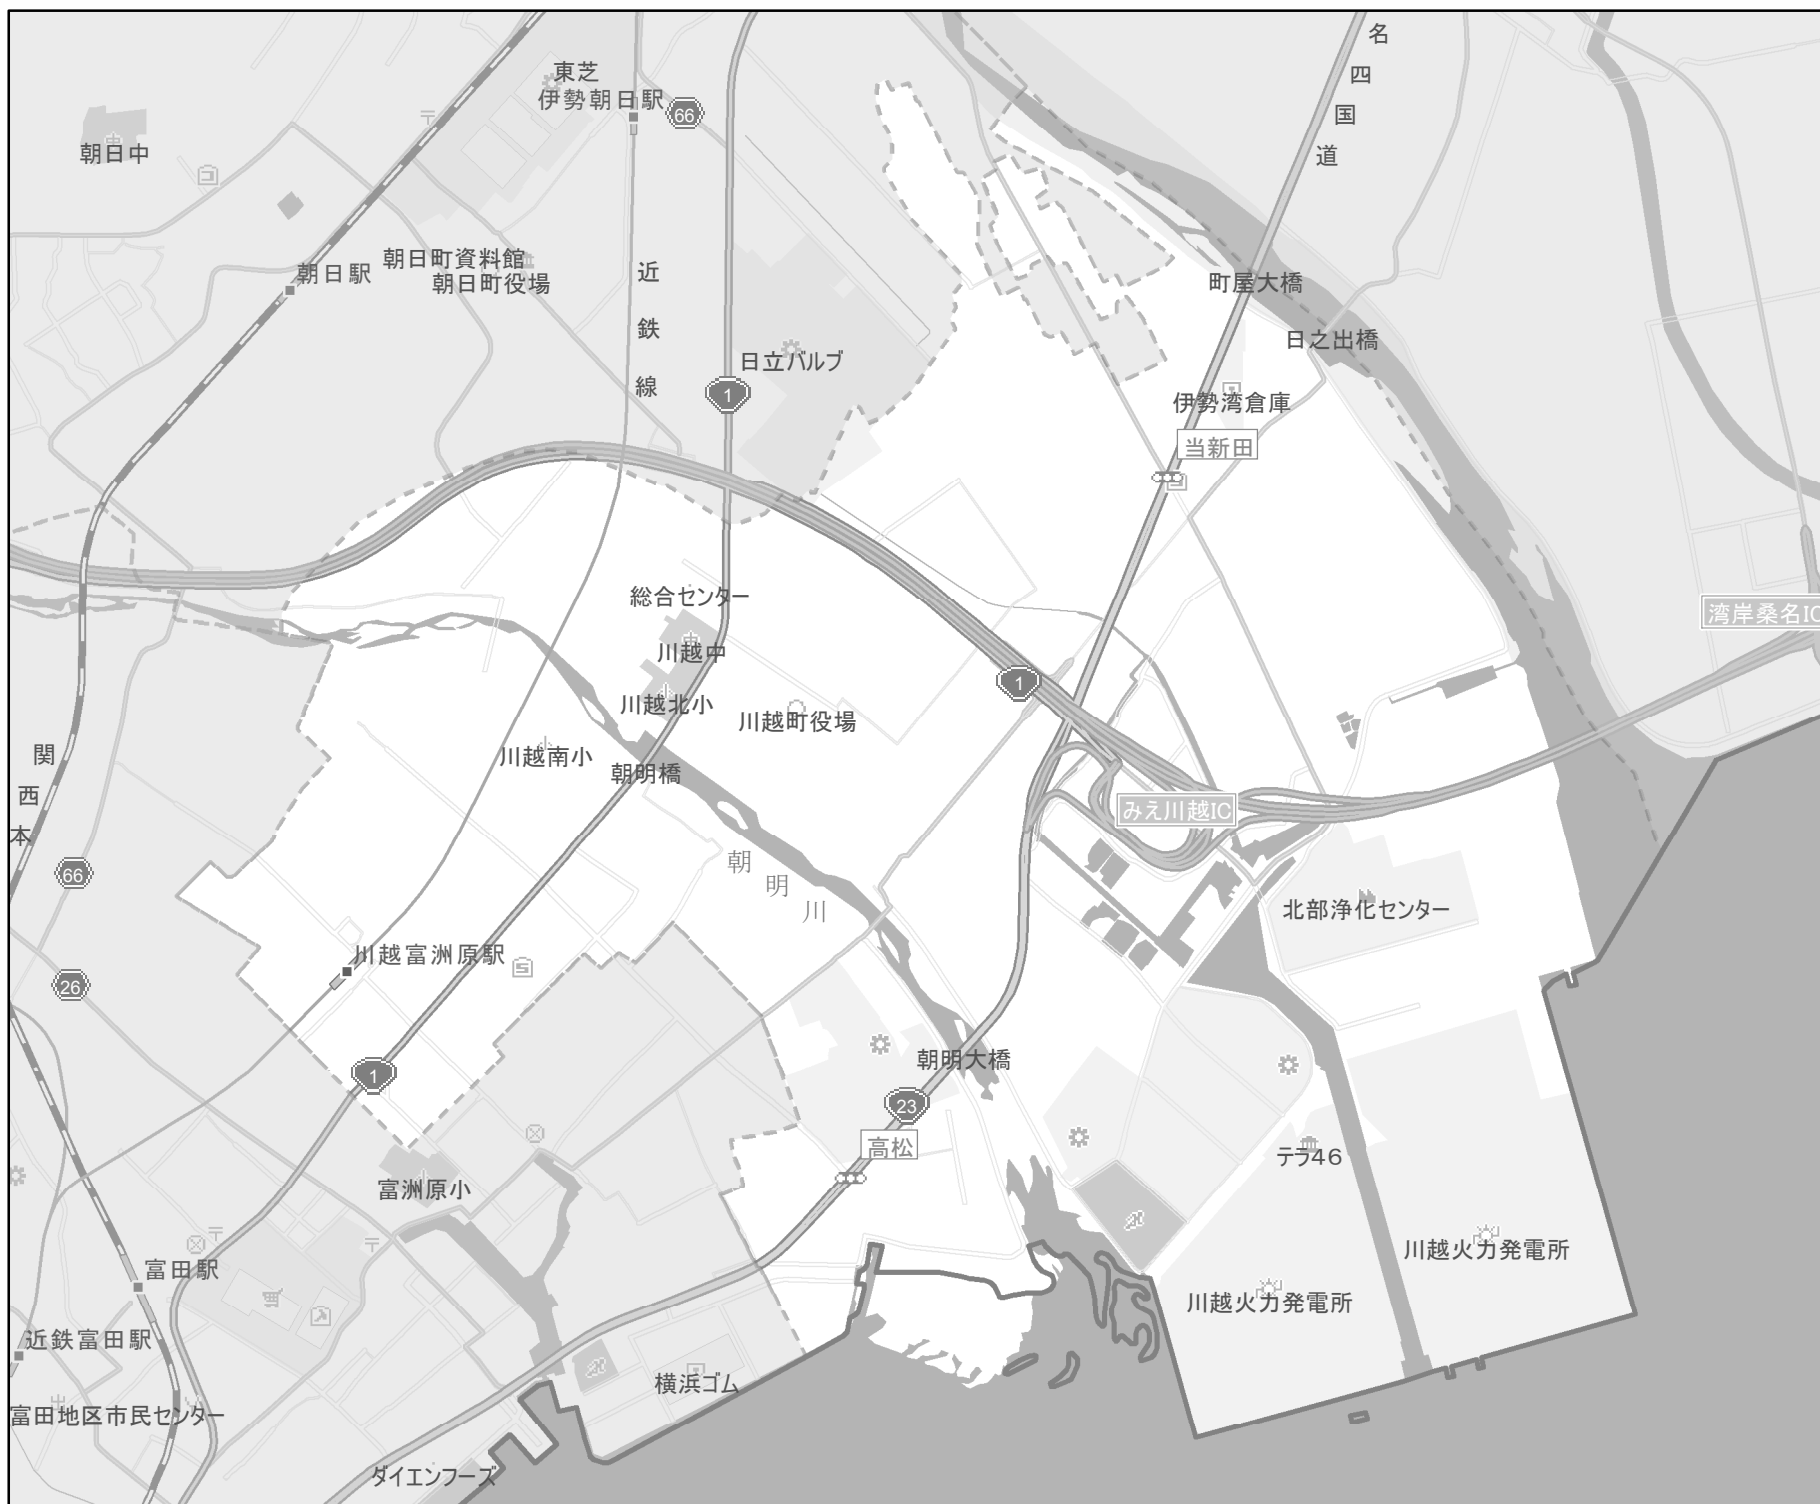 名四国道
東芝
伊勢朝日駅
66
朝日中
朝日町資料館
朝日町役場
朝日駅
近鉄線
町屋大橋
日之出橋
日立バルブ
1
伊勢湾倉庫
当新田
総合センター
湾岸桑名IC
川越中
1
川越北小
川越町役場
川越南小
朝明橋
関西本
みえ川越IC
66
朝明川
北部浄化センター
川越富洲原駅
26
朝明大橋
1
23
高松
テラ46
富洲原小
川越火力発電所
富田駅
川越火力発電所
近鉄富田駅
横浜ゴム
富田地区市民センター
ダイエンフーズ